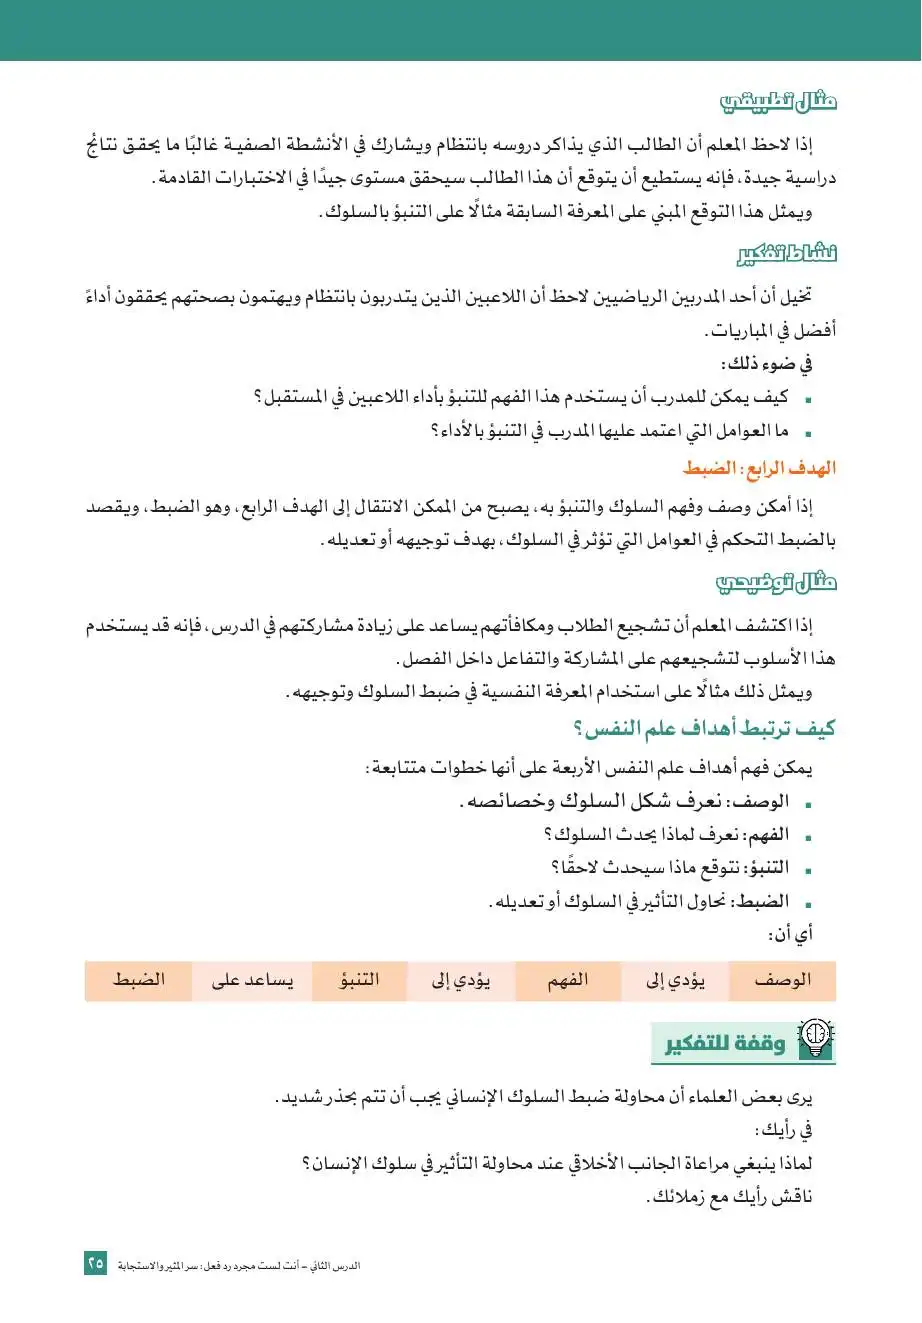 مثال تطبيقي
إذا لاحظ المعلم أن الطالب الذي يذاكر دروسه بانتظام ويشارك في الأنشطة الصفية غالبًا ما يحقق نتائج
دراسية جيدة، فإنه يستطيع أن يتوقع أن هذا الطالب سيحقق مستوى جيدًا في الاختبارات القادمة.
ويمثل هذا التوقع المبني على المعرفة السابقة مثالًا على التنبؤ بالسلوك.
نشاط تفكير
تخيل أن أحد المدربين الرياضيين لاحظ أن اللاعبين الذين يتدربون بانتظام ويهتمون بصحتهم يحققون أداءً
أفضل في المباريات.
في ضوء ذلك:
▪ كيف يمكن للمدرب أن يستخدم هذا الفهم للتنبؤ بأداء اللاعبين في المستقبل؟
▪ ما العوامل التي اعتمد عليها المدرب في التنبؤ بالأداء؟
الهدف الرابع: الضبط
إذا أمكن وصف وفهم السلوك والتنبؤ به، يصبح من الممكن الانتقال إلى الهدف الرابع، وهو الضبط، ويقصد
بالضبط التحكم في العوامل التي تؤثر في السلوك، بهدف توجيهه أو تعديله.
مثال توضيحي
إذا اكتشف المعلم أن تشجيع الطلاب ومكافأتهم يساعد على زيادة مشاركتهم في الدرس، فإنه قد يستخدم
هذا الأسلوب لتشجيعهم على المشاركة والتفاعل داخل الفصل.
ويمثل ذلك مثالًا على استخدام المعرفة النفسية في ضبط السلوك وتوجيهه.
كيف ترتبط أهداف علم النفس؟
يمكن فهم أهداف علم النفس الأربعة على أنها خطوات متتابعة:
▪ الوصف: نعرف شكل السلوك وخصائصه.
▪ الفهم: نعرف لماذا يحدث السلوك؟
▪ التنبؤ: نتوقع ماذا سيحدث لاحقًا؟
▪ الضبط: نحاول التأثير في السلوك أو تعديله.
أي أن:
الوصف يؤدي إلى الفهم يؤدي إلى التنبؤ يساعد على الضبط
وقفة للتفكير
يرى بعض العلماء أن محاولة ضبط السلوك الإنساني يجب أن تتم بحذر شديد.
في رأيك:
لماذا ينبغي مراعاة الجانب الأخلاقي عند محاولة التأثير في سلوك الإنسان؟
ناقش رأيك مع زملائك.
الدرس الثاني – أنت لست مجرد رد فعل: سر المثير والاستجابة ٢٥